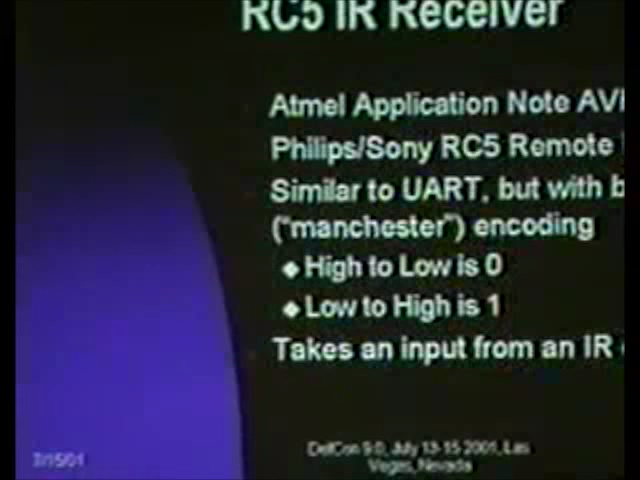 RC5 IR Receiver
Atmel Application Note AV
Philips/Sony RC5 Remote
Similar to UART, but with b
("manchester") encoding
High to Low is 0
Low to High is 1
Takes an input from an IR
DefCon 9.0, July 13-15 2001, Las
Vegas, Nevada
7/15/01